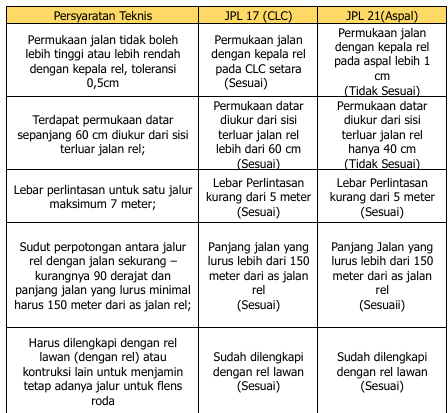 Persyaratan Teknis
JPL 17 (CLC)
JPL 21(Aspal)
Permukaan jalan tidak boleh
lebih tinggi atau lebih rendah
dengan kepala rel, toleransi
0,5cm
Permukaan jalan
dengan kepala rel
pada CLC setara
(Sesuai)
Permukaan jalan
dengan kepala rel
pada aspal lebih 1
cm
(Tidak Sesuai)
Terdapat permukaan datar
sepanjang 60 cm diukur dari sisi
terluar jalan rel;
Permukaan datar
diukur dari sisi
terluar jalan rel
lebih dari 60 cm
(Sesuai)
Permukaan datar
diukur dari sisi
terluar jalan rel
hanya 40 cm
(Tidak Sesuai)
Lebar perlintasan untuk satu jalur
maksimum 7 meter;
Lebar Perlintasan
kurang dari 5 meter
(Sesuai)
Lebar Perlintasan
kurang dari 5 meter
(Sesuai)
Sudut perpotongan antara jalur
rel dengan jalan sekurang –
kurangnya 90 derajat dan
panjang jalan yang lurus minimal
harus 150 meter dari as jalan rel;
Panjang jalan yang
lurus lebih dari 150
meter dari as jalan
rel
(Sesuai)
Panjang Jalan yang
lurus lebih dari 150
meter dari as jalan
rel
(Sesuaii)
Harus dilengkapi dengan rel
lawan (dengan rel) atau
kontruksi lain untuk menjamin
tetap adanya jalur untuk flens
roda
Sudah dilengkapi
dengan rel lawan
(Sesuai)
Sudah dilengkapi
dengan rel lawan
(Sesuai)